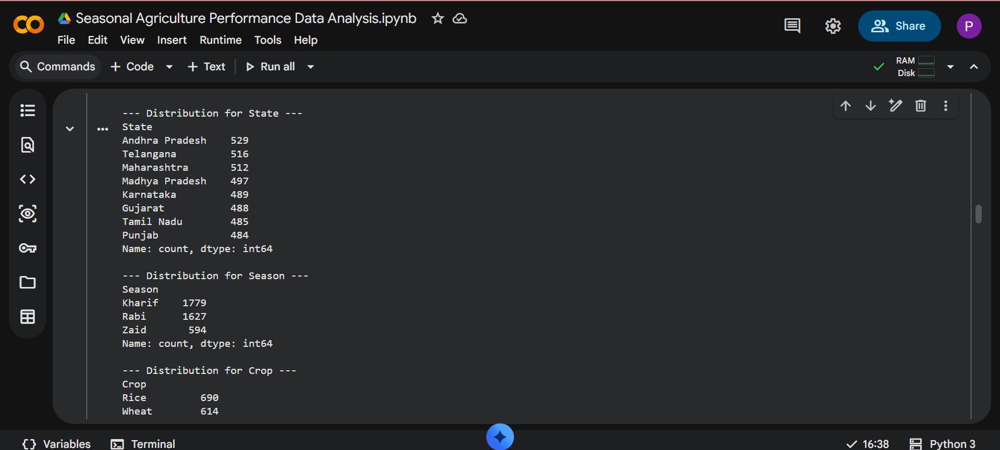 Seasonal Agriculture Performance Data Analysis.ipynb
File Edit View Insert Runtime Tools Help
Share
P
Commands + Code + Text Run all
RAM
Disk
--- Distribution for State ---
State
Andhra Pradesh 529
Telangana 516
Maharashtra 512
Madhya Pradesh 497
Karnataka 489
Gujarat 488
Tamil Nadu 485
Punjab 484
Name: count, dtype: int64
--- Distribution for Season ---
Season
Kharif 1779
Rabi 1627
Zaid 594
Name: count, dtype: int64
--- Distribution for Crop ---
Crop
Rice 690
Wheat 614
{} Variables Terminal
16:38 Python 3